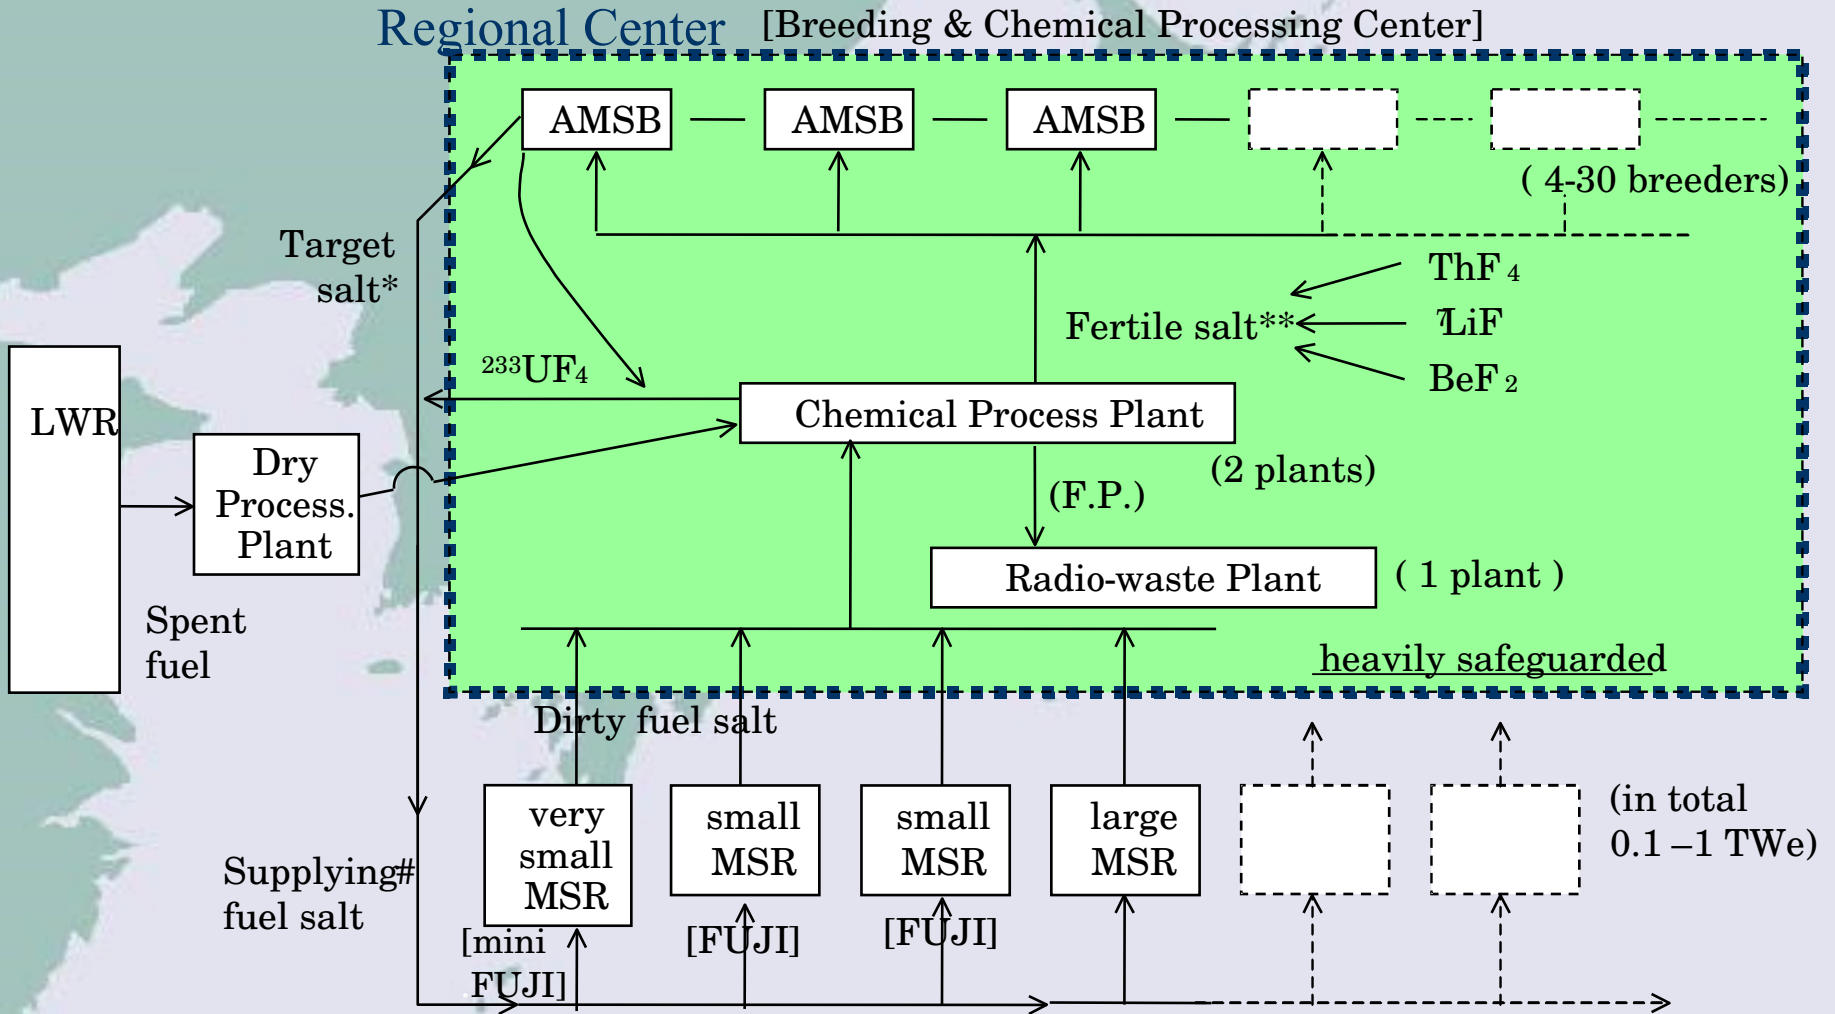 Regional Center [Breeding & Chemical Processing Center]
AMSB AMSB AMSB
( 4-30 breeders)
Target
salt*
ThF4
Fertile salt** 7LiF
BeF2
233UF4
LWR
Chemical Process Plant
(2 plants)
Dry
Process.
Plant
(F.P.)
Radio-waste Plant ( 1 plant )
Spent
fuel
heavily safeguarded
Dirty fuel salt
very
small
MSR
small
MSR
small
MSR
large
MSR
(in total
0.1 –1 TWe)
Supplying#
fuel salt
[mini
FUJI]
[FUJI]
[FUJI]